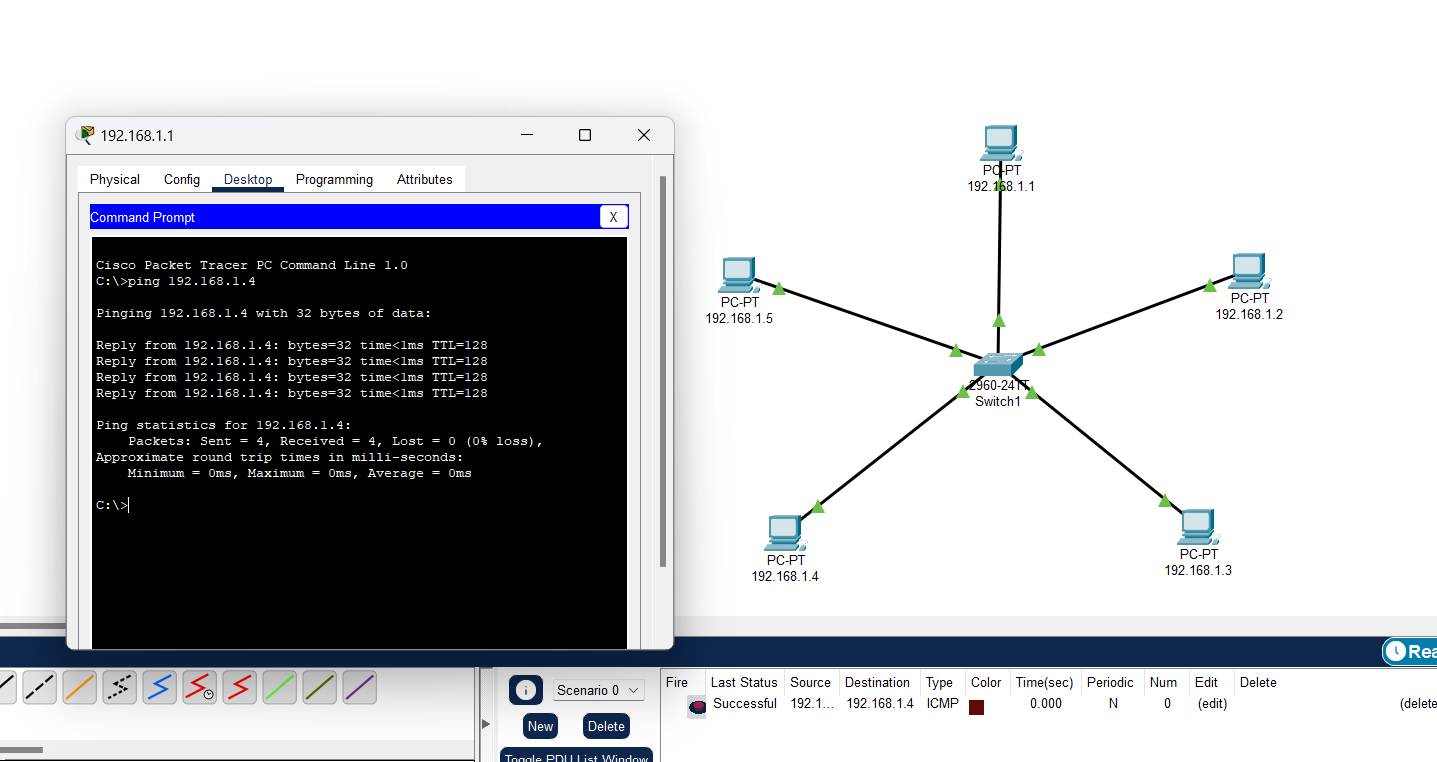 192.168.1.1
Physical Config Desktop Programming Attributes
Command Prompt X
Cisco Packet Tracer PC Command Line 1.0
C:\>ping 192.168.1.4
Pinging 192.168.1.4 with 32 bytes of data:
Reply from 192.168.1.4: bytes=32 time<1ms TTL=128
Reply from 192.168.1.4: bytes=32 time<1ms TTL=128
Reply from 192.168.1.4: bytes=32 time<1ms TTL=128
Reply from 192.168.1.4: bytes=32 time<1ms TTL=128
Ping statistics for 192.168.1.4:
Packets: Sent = 4, Received = 4, Lost = 0 (0% loss),
Approximate round trip times in milli-seconds:
Minimum = 0ms, Maximum = 0ms, Average = 0ms
C:\>
PC-PT
192.168.1.1
PC-PT
192.168.1.5
PC-PT
192.168.1.2
2960-24TT
Switch1
PC-PT
192.168.1.4
PC-PT
192.168.1.3
Rea
Scenario 0
New Delete
Toggle PDU List Window
Fire Last Status Source Destination Type Color Time(sec) Periodic Num Edit Delete
Successful 192.1... 192.168.1.4 ICMP 0.000 N 0 (edit) (delete